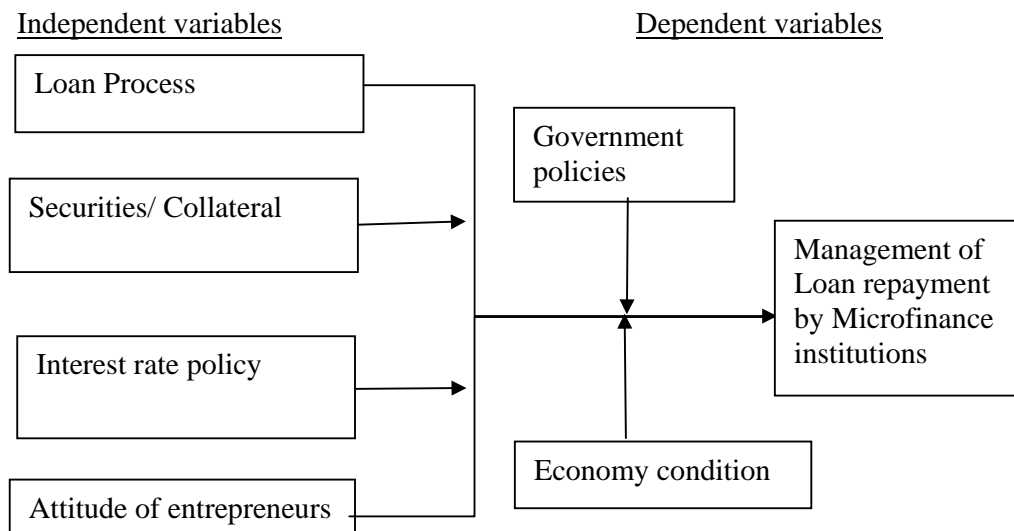 Independent variables
Dependent variables
Loan Process
Government
policies
Securities/ Collateral
Management of
Loan repayment
by Microfinance
institutions
Interest rate policy
Economy condition
Attitude of entrepreneurs